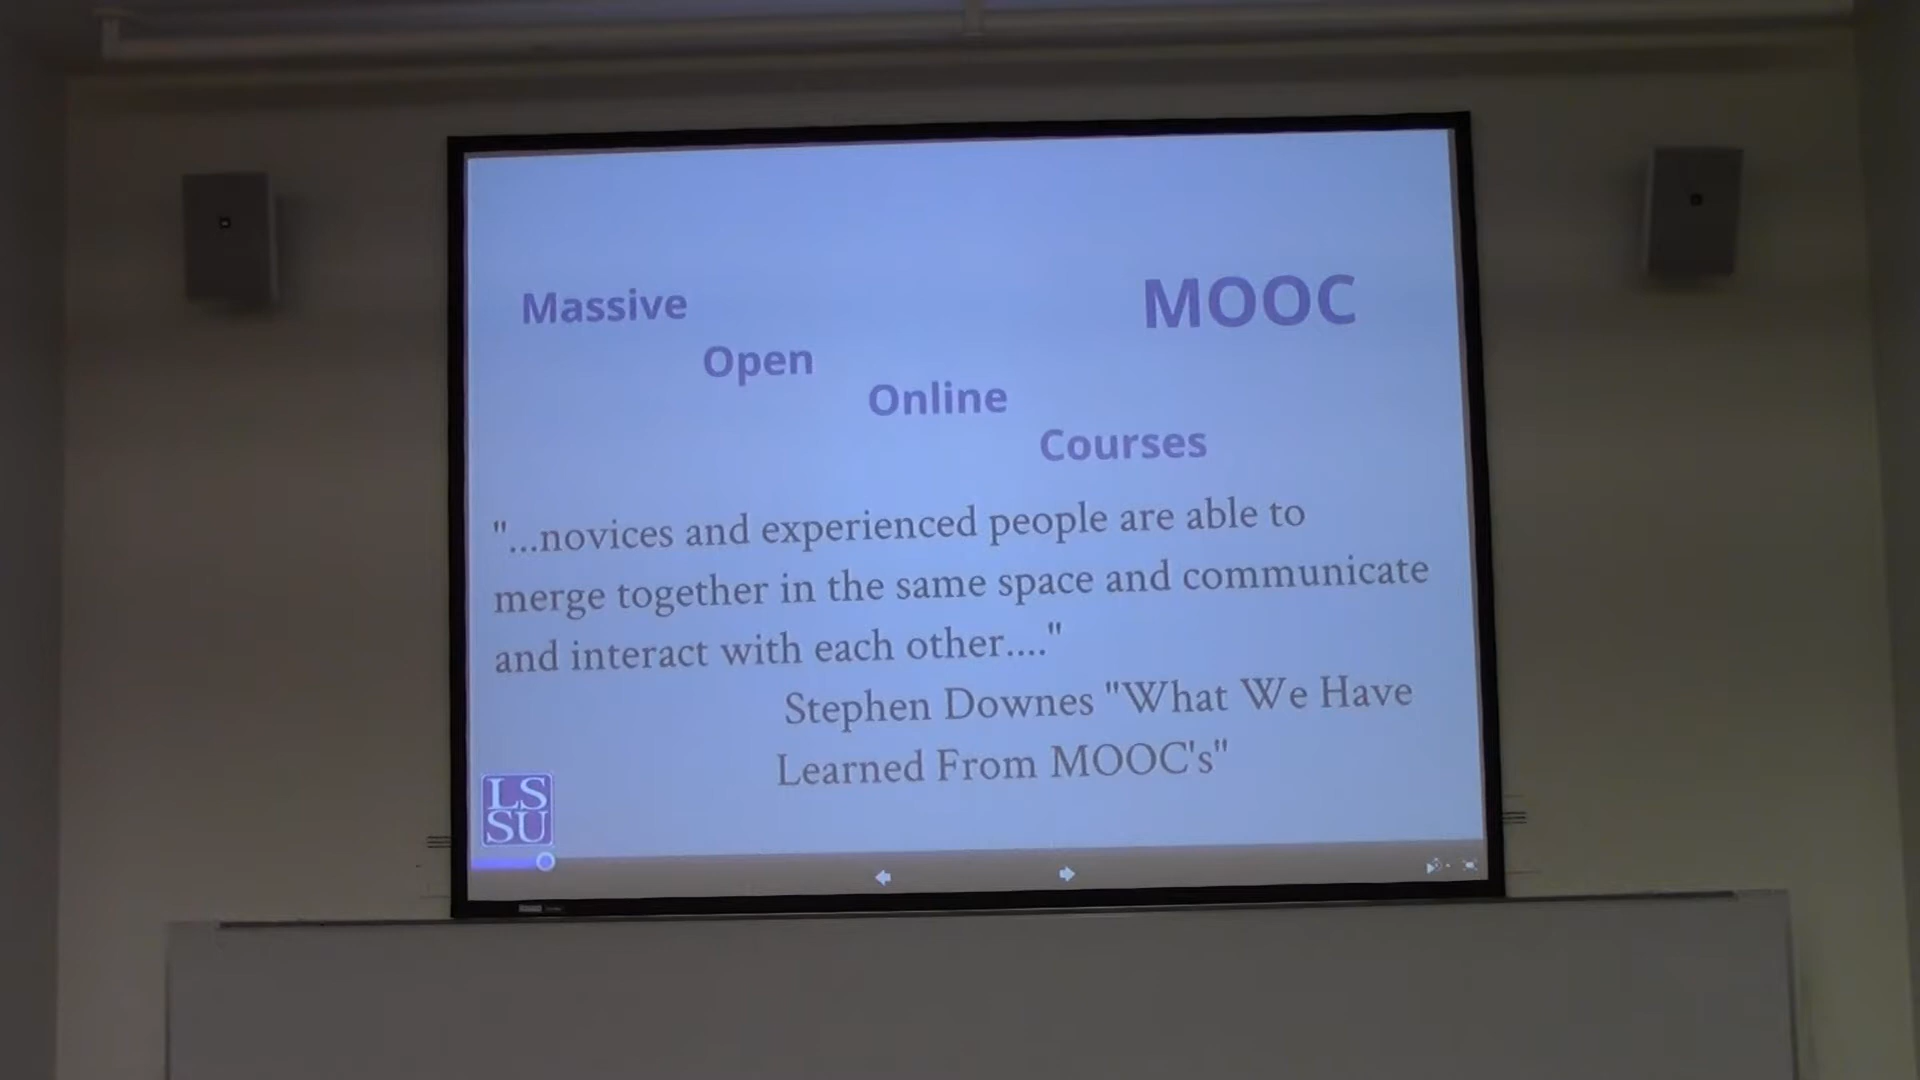 Massive
MOOC
Open
Online
Courses
"...novices and experienced people are able to
merge together in the same space and communicate
and interact with each other...."
Stephen Downes "What We Have
Learned From MOOC's"
LS
SU